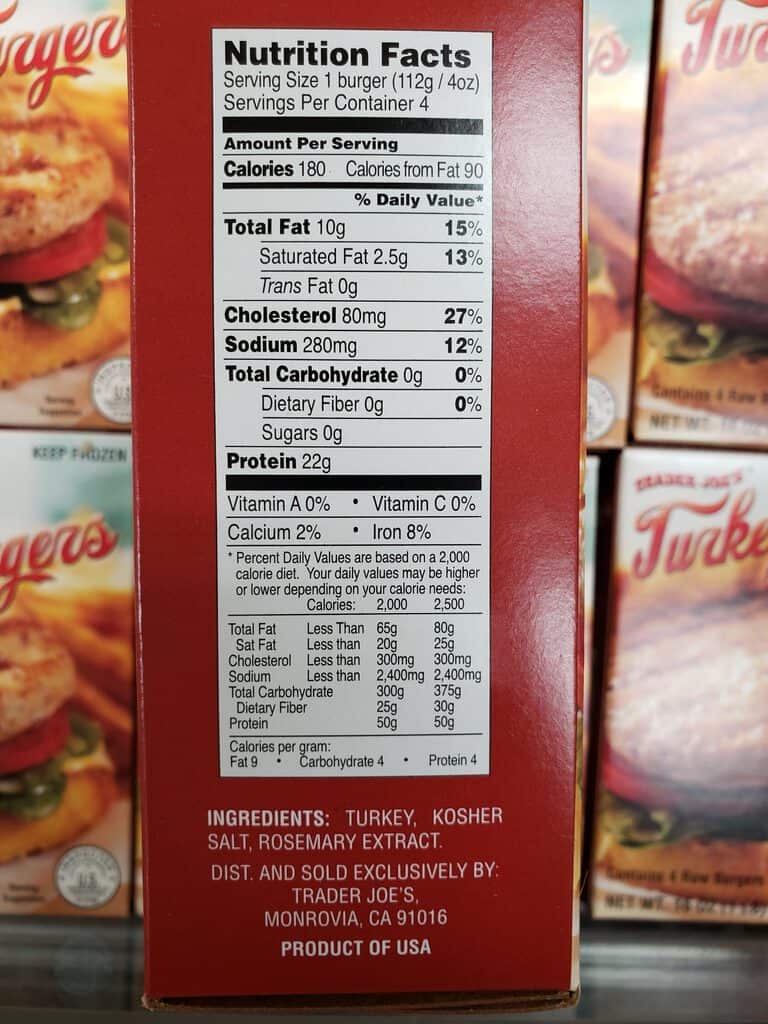 Nutrition Facts
Serving Size 1 burger (112g / 4oz)
Servings Per Container 4
Amount Per Serving
Calories 180 Calories from Fat 90
% Daily Value*
Total Fat 10g 15%
Saturated Fat 2.5g 13%
Trans Fat 0g
Cholesterol 80mg 27%
Sodium 280mg 12%
Total Carbohydrate 0g 0%
Dietary Fiber 0g 0%
Sugars 0g
Protein 22g
Vitamin A 0% • Vitamin C 0%
Calcium 2% • Iron 8%
* Percent Daily Values are based on a 2,000
calorie diet. Your daily values may be higher
or lower depending on your calorie needs:
Calories: 2,000 2,500
Total Fat Less Than 65g 80g
Sat Fat Less than 20g 25g
Cholesterol Less than 300mg 300mg
Sodium Less than 2,400mg 2,400mg
Total Carbohydrate 300g 375g
Dietary Fiber 25g 30g
Protein 50g 50g
Calories per gram:
Fat 9 • Carbohydrate 4 • Protein 4
INGREDIENTS: TURKEY, KOSHER
SALT, ROSEMARY EXTRACT.
DIST. AND SOLD EXCLUSIVELY BY:
TRADER JOE'S,
MONROVIA, CA 91016
PRODUCT OF USA
KEEP FROZEN
gers
TRADER JOE'S
Turke
Contains 4 Raw Burgers